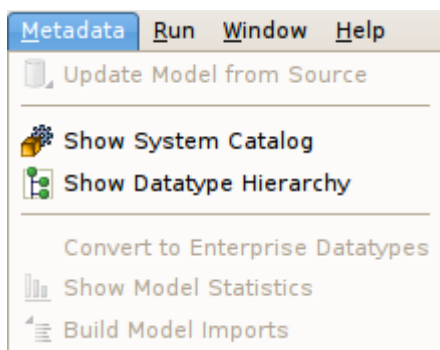 Metadata Run Window Help
Update Model from Source
Show System Catalog
Show Datatype Hierarchy
Convert to Enterprise Datatypes
Show Model Statistics
Build Model Imports